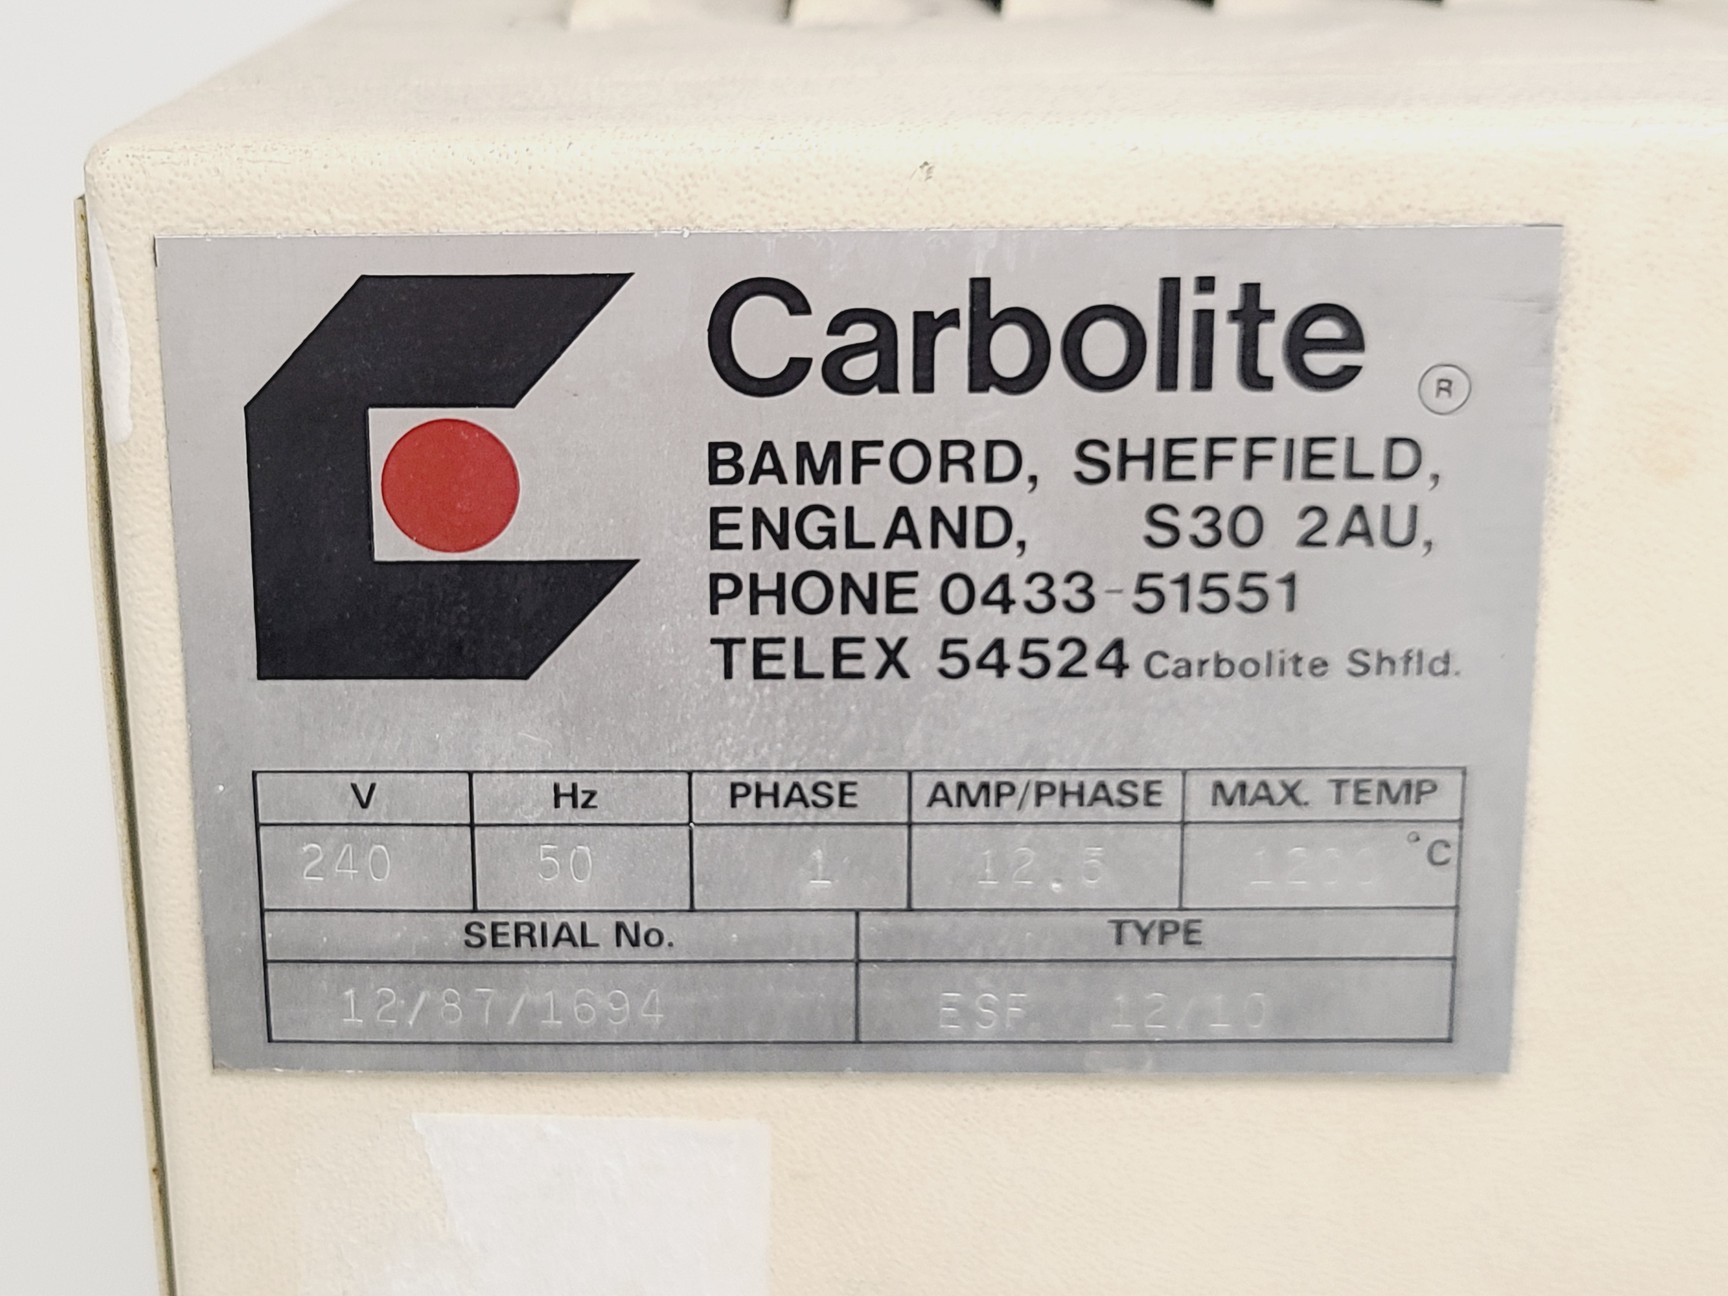 Carbolite ®
BAMFORD, SHEFFIELD,
ENGLAND, S30 2AU,
PHONE 0433-51551
TELEX 54524 Carbolite Shfld.
V Hz PHASE AMP/PHASE MAX. TEMP
240 50 1 12.5 1200 °C
SERIAL No. TYPE
12/87/1694 ESF 12/10